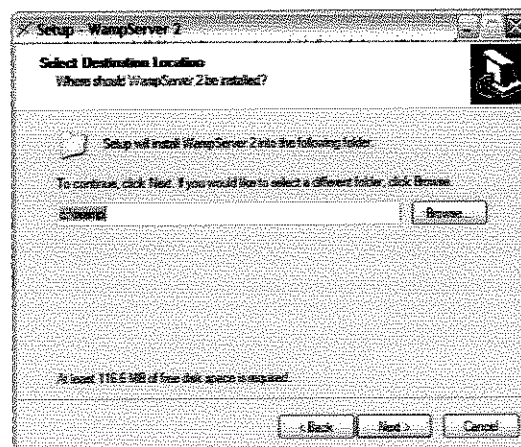 Setup - WampServer 2
Select Destination Location
Where should WampServer 2 be installed?
Setup will install WampServer 2 into the following folder.
To continue, click Next. If you would like to select a different folder, click Browse.
c:\wamp
Browse...
At least 116.6 MB of free disk space is required.
< Back
Next >
Cancel